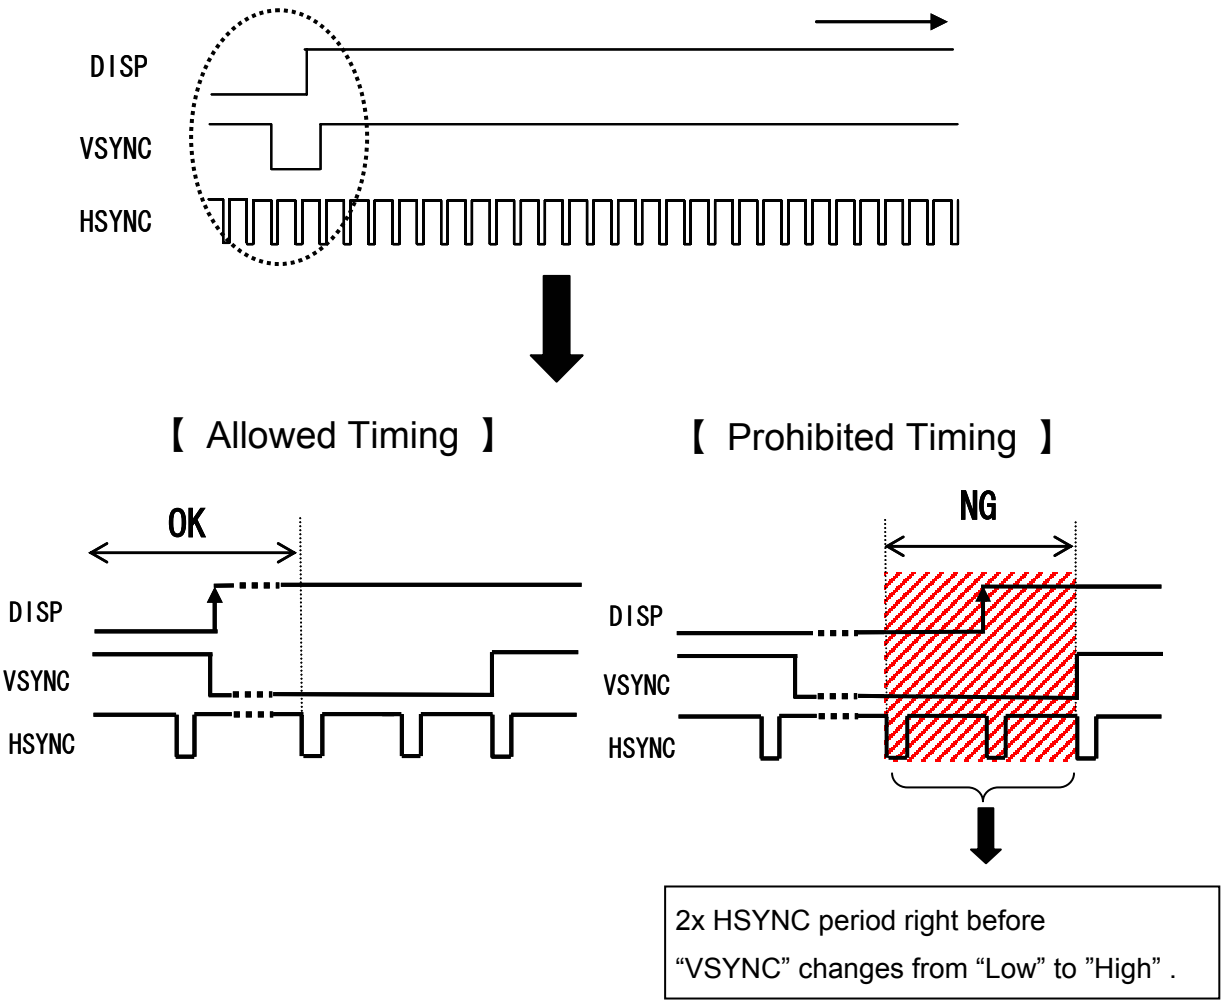 DISP
VSYNC
HSYNC
【 Allowed Timing 】
【 Prohibited Timing 】
OK
DISP
VSYNC
HSYNC
NG
DISP
VSYNC
HSYNC
2x HSYNC period right before
“VSYNC” changes from “Low” to ”High” .